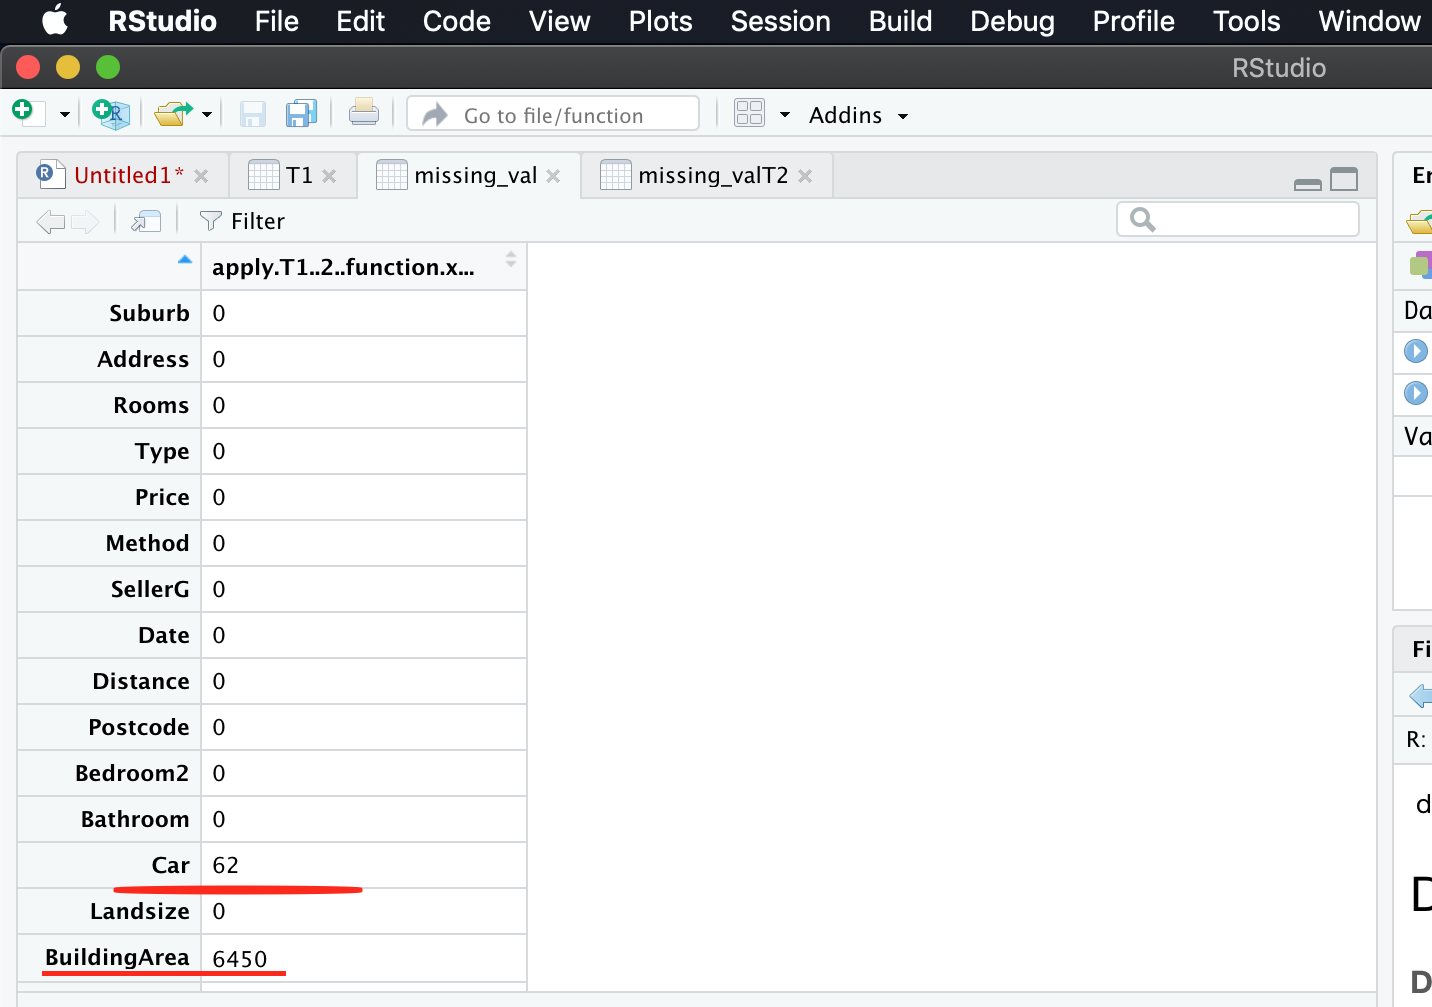 RStudio File Edit Code View Plots Session Build Debug Profile Tools Window
RStudio
Go to file/function Addins
Untitled1* T1 missing_val missing_valT2
Filter
apply.T1..2..function.x...
Suburb 0
Address 0
Rooms 0
Type 0
Price 0
Method 0
SellerG 0
Date 0
Distance 0
Postcode 0
Bedroom2 0
Bathroom 0
Car 62
Landsize 0
BuildingArea 6450
Da
Va
Fi
R: